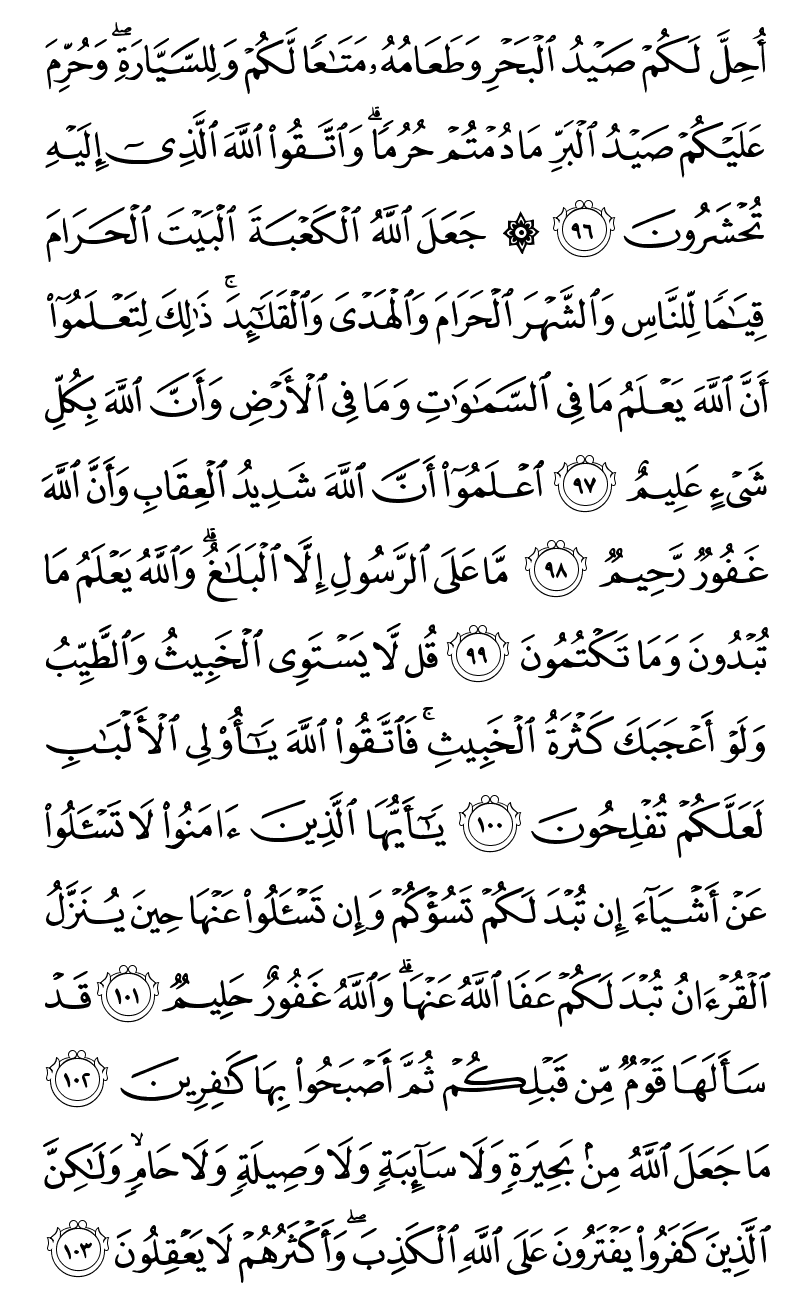 أُحِلَّ لَكُمۡ صَيۡدُ ٱلۡبَحۡرِ وَطَعَامُهُۥ مَتَٰعٗا لَّكُمۡ وَلِلسَّيَّارَةِۖ وَحُرِّمَ
عَلَيۡكُمۡ صَيۡدُ ٱلۡبَرِّ مَا دُمۡتُمۡ حُرُمٗاۗ وَٱتَّقُواْ ٱللَّهَ ٱلَّذِيٓ إِلَيۡهِ
تُحۡشَرُونَ ٩٦ ۞ جَعَلَ ٱللَّهُ ٱلۡكَعۡبَةَ ٱلۡبَيۡتَ ٱلۡحَرَامَ
قِيَٰمٗا لِّلنَّاسِ وَٱلشَّهۡرَ ٱلۡحَرَامَ وَٱلۡهَدۡيَ وَٱلۡقَلَٰٓئِدَۚ ذَٰلِكَ لِتَعۡلَمُوٓاْ
أَنَّ ٱللَّهَ يَعۡلَمُ مَا فِي ٱلسَّمَٰوَٰتِ وَمَا فِي ٱلۡأَرۡضِ وَأَنَّ ٱللَّهَ بِكُلِّ
شَيۡءٍ عَلِيمٌ ٩٧ ٱعۡلَمُوٓاْ أَنَّ ٱللَّهَ شَدِيدُ ٱلۡعِقَابِ وَأَنَّ ٱللَّهَ
غَفُورٞ رَّحِيمٞ ٩٨ مَّا عَلَى ٱلرَّسُولِ إِلَّا ٱلۡبَلَٰغُۗ وَٱللَّهُ يَعۡلَمُ مَا
تُبۡدُونَ وَمَا تَكۡتُمُونَ ٩٩ قُل لَّا يَسۡتَوِي ٱلۡخَبِيثُ وَٱلطَّيِّبُ
وَلَوۡ أَعۡجَبَكَ كَثۡرَةُ ٱلۡخَبِيثِۚ فَٱتَّقُواْ ٱللَّهَ يَٰٓأُوْلِي ٱلۡأَلۡبَٰبِ
لَعَلَّكُمۡ تُفۡلِحُونَ ١٠٠ يَٰٓأَيُّهَا ٱلَّذِينَ ءَامَنُواْ لَا تَسۡـَٔلُواْ
عَنۡ أَشۡيَآءَ إِن تُبۡدَ لَكُمۡ تَسُؤۡكُمۡ وَإِن تَسۡـَٔلُواْ عَنۡهَا حِينَ يُنَزَّلُ
ٱلۡقُرۡءَانُ تُبۡدَ لَكُمۡ عَفَا ٱللَّهُ عَنۡهَاۗ وَٱللَّهُ غَفُورٌ حَلِيمٞ ١٠١ قَدۡ
سَأَلَهَا قَوۡمٞ مِّن قَبۡلِكُمۡ ثُمَّ أَصۡبَحُواْ بِهَا كَٰفِرِينَ ١٠٢
مَا جَعَلَ ٱللَّهُ مِنۢ بَحِيرَةٖ وَلَا سَآئِبَةٖ وَلَا وَصِيلَةٖ وَلَا حَامٖ وَلَٰكِنَّ
ٱلَّذِينَ كَفَرُواْ يَفۡتَرُونَ عَلَى ٱللَّهِ ٱلۡكَذِبَۖ وَأَكۡثَرُهُمۡ لَا يَعۡقِلُونَ ١٠٣